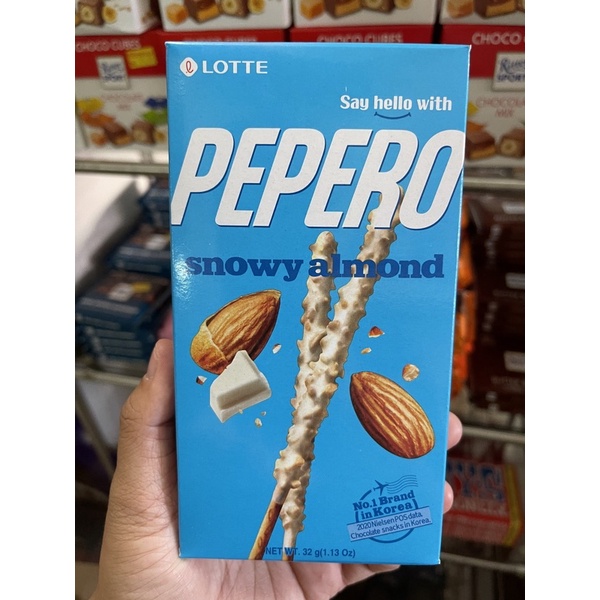 CHOCO CUBES
CHOCO CUBES
LOTTE
Say hello with
PEPERO
snowy almond
No.1 Brand
in Korea
2020 Nielsen POS data,
Chocolate snacks in Korea.
NET WT. 32 g(1.13 Oz)